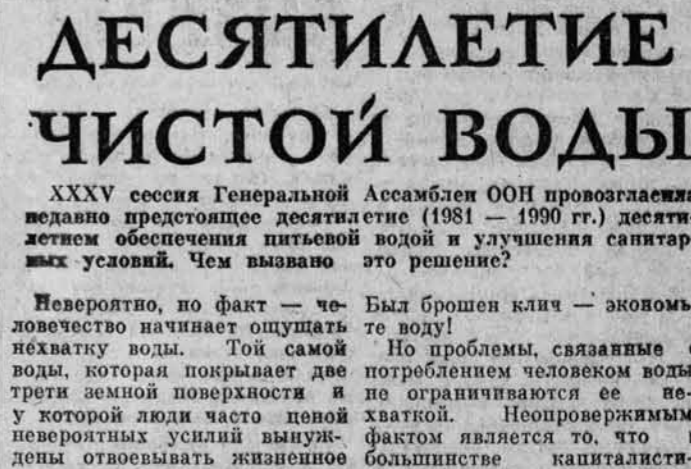 ДЕСЯТИЛЕТИЕ
ЧИСТОЙ ВОДЫ
XXXV сессия Генеральной Ассамблеи ООН провозгласила
недавно предстоящее десятилетие (1981 — 1990 гг.) десяти-
летием обеспечения питьевой водой и улучшения санитар-
ных условий. Чем вызвано это решение?
Невероятно, но факт — че-
ловечество начинает ощущать
нехватку воды. Той самой
воды, которая покрывает две
трети земной поверхности и
у которой люди часто ценой
невероятных усилий вынуж-
дены отвоевывать жизненное
Был брошен клич — экономь
те воду!
Но проблемы, связанные с
потреблением человеком воды
не ограничиваются ее не-
хваткой. Неопровержимым
фактом является то, что
большинстве капиталисти-